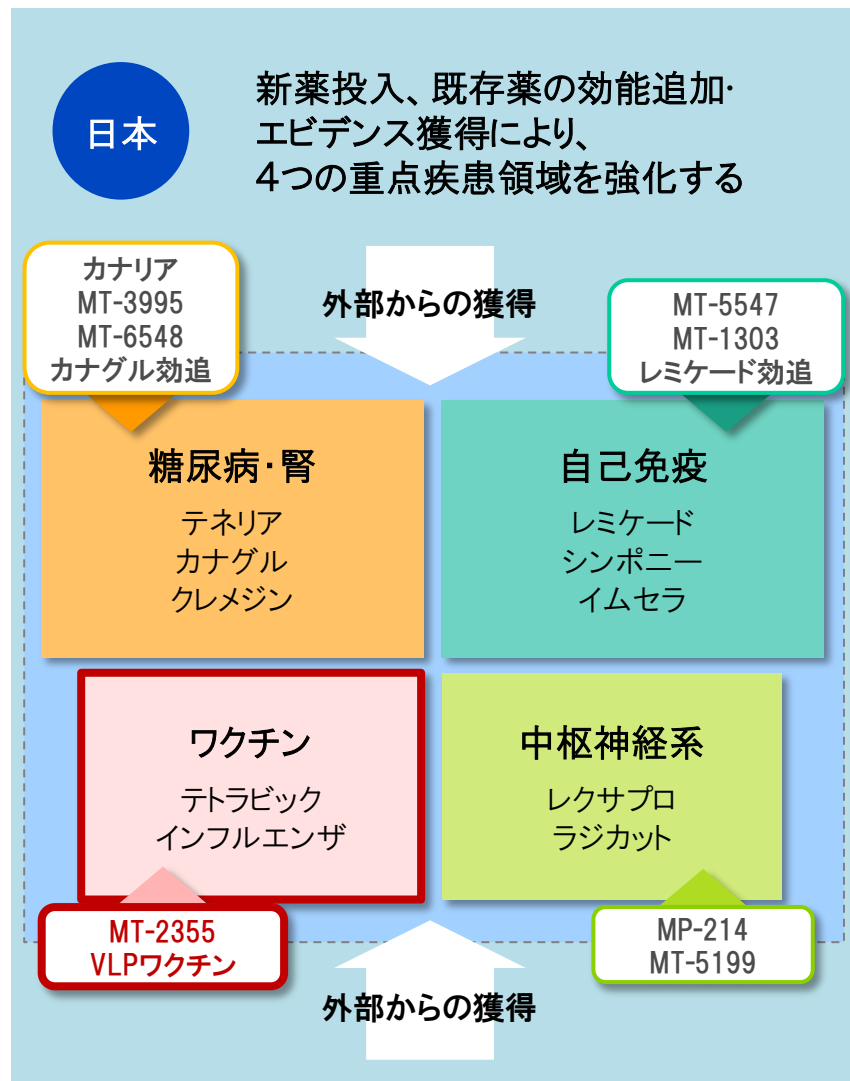 日本
新薬投入、既存薬の効能追加・
エビデンス獲得により、
4つの重点疾患領域を強化する
カナリア
MT-3995
MT-6548
カナグル効追
外部からの獲得
MT-5547
MT-1303
レミケード効追
糖尿病・腎
テネリア
カナグル
クレメジン
自己免疫
レミケード
シンポニー
イムセラ
ワクチン
テトラビック
インフルエンザ
中枢神経系
レクサプロ
ラジカット
MT-2355
VLPワクチン
MP-214
MT-5199
外部からの獲得